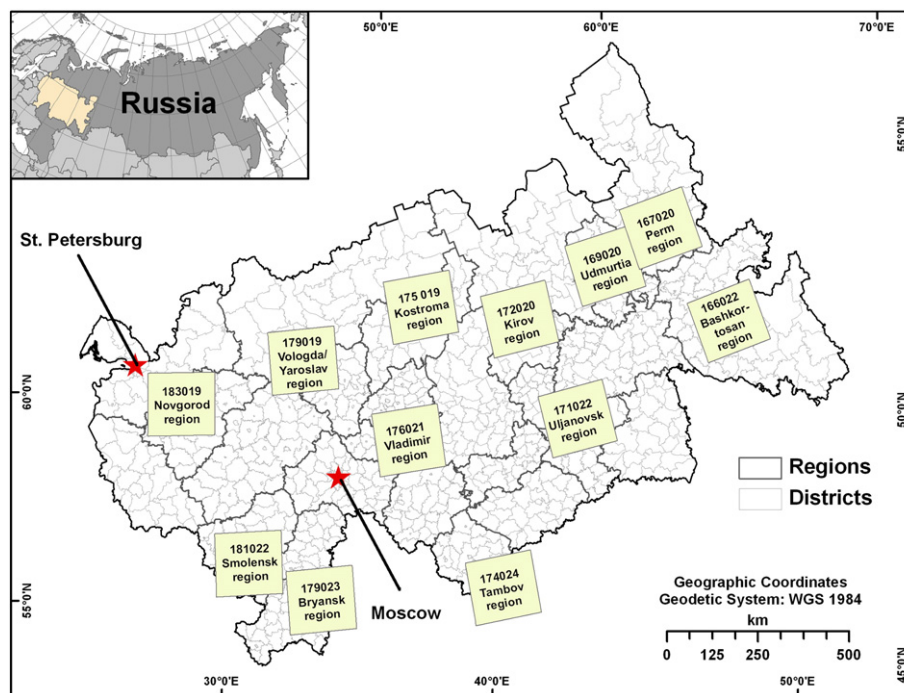 50°0'E
60°0'E
70°0'E
Russia
55°0'N
St. Petersburg
167020
Perm
region
169020
Udmurtia
region
175 019
Kostroma
region
172020
Kirov
region
166022
Bashkor-
tosan
region
179019
Vologda/
Yaroslav
region
60°0'N
50°0'N
183019
Novgorod
region
176021
Vladimir
region
171022
Uljanovsk
region
Regions
Districts
181022
Smolensk
region
179023
Bryansk
region
Moscow
174024
Tambov
region
55°0'N
Geographic Coordinates
Geodetic System: WGS 1984
km
0 125 250 500
45°0'N
30°0'E
40°0'E
50°0'E